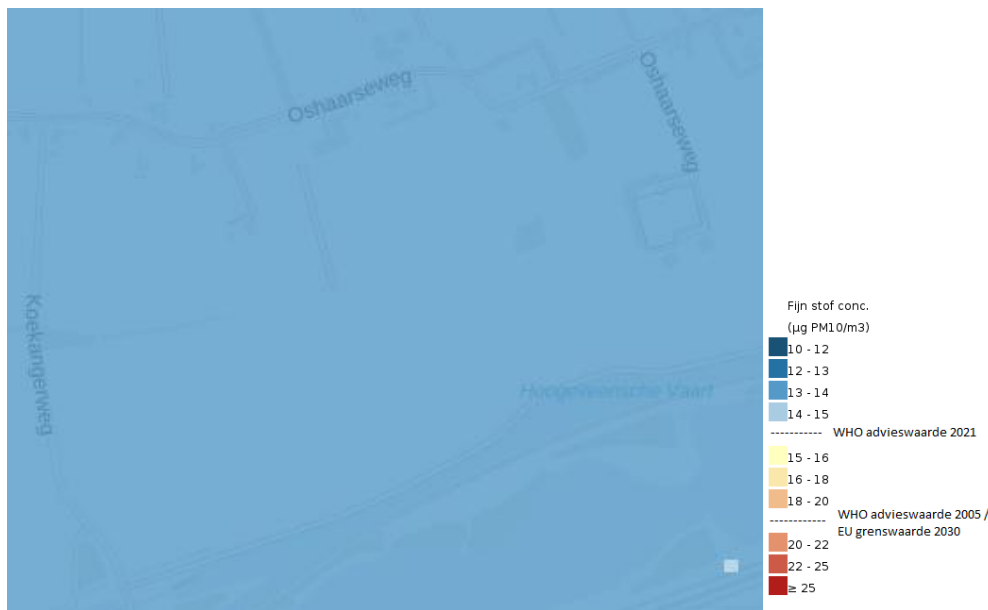 Oshaarseweg
Oshaarseweg
Koekangerweg
Hoogeveensche Vaart
Fijn stof conc.
(µg PM10/m3)
10 - 12
12 - 13
13 - 14
14 - 15
----------- WHO advieswaarde 2021
15 - 16
16 - 18
18 - 20
------------ WHO advieswaarde 2005 /
EU grenswaarde 2030
20 - 22
22 - 25
≥ 25